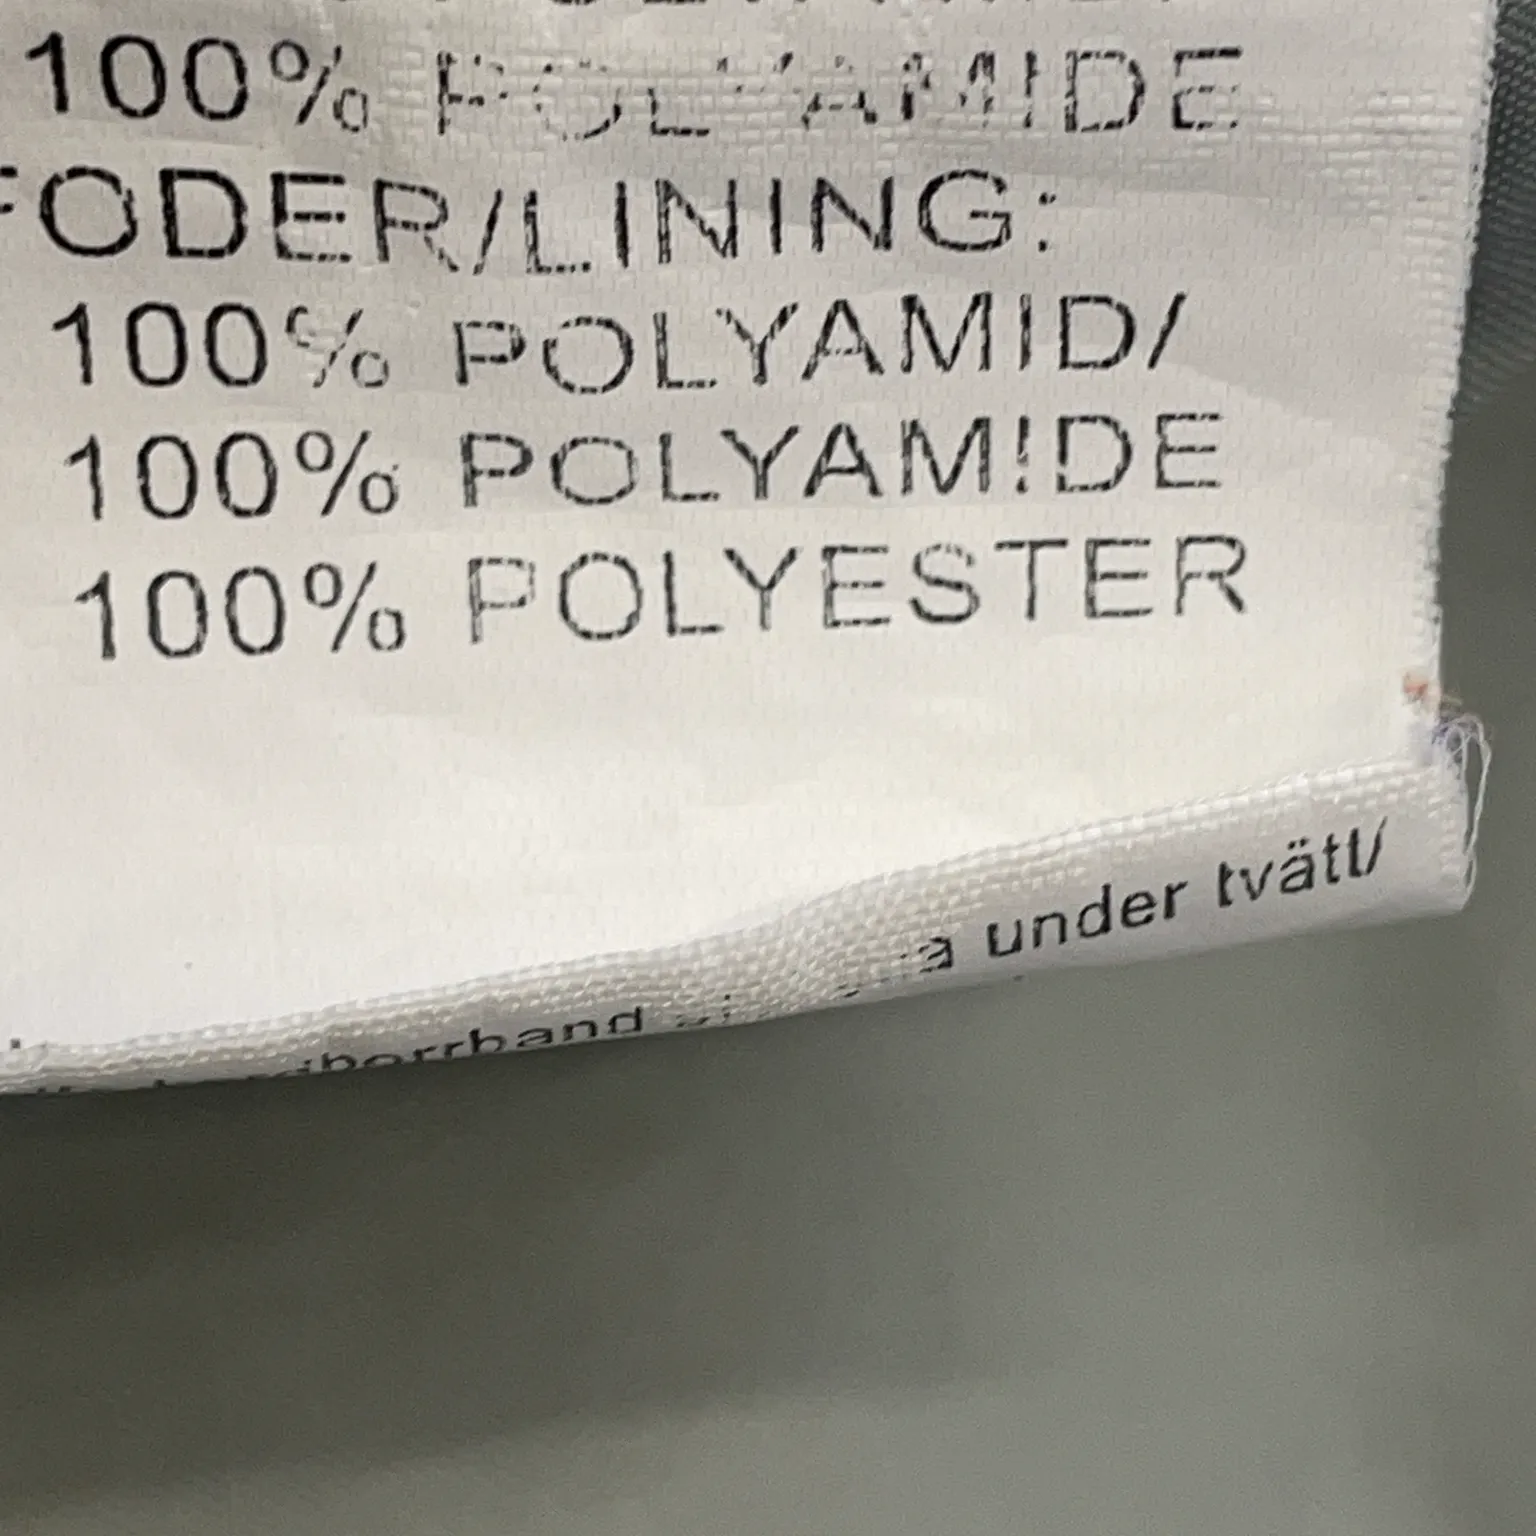 100% POLYAMIDE
FODER/LINING:
100% POLYAMID/
100% POLYAMIDE
100% POLYESTER
under tvätt/